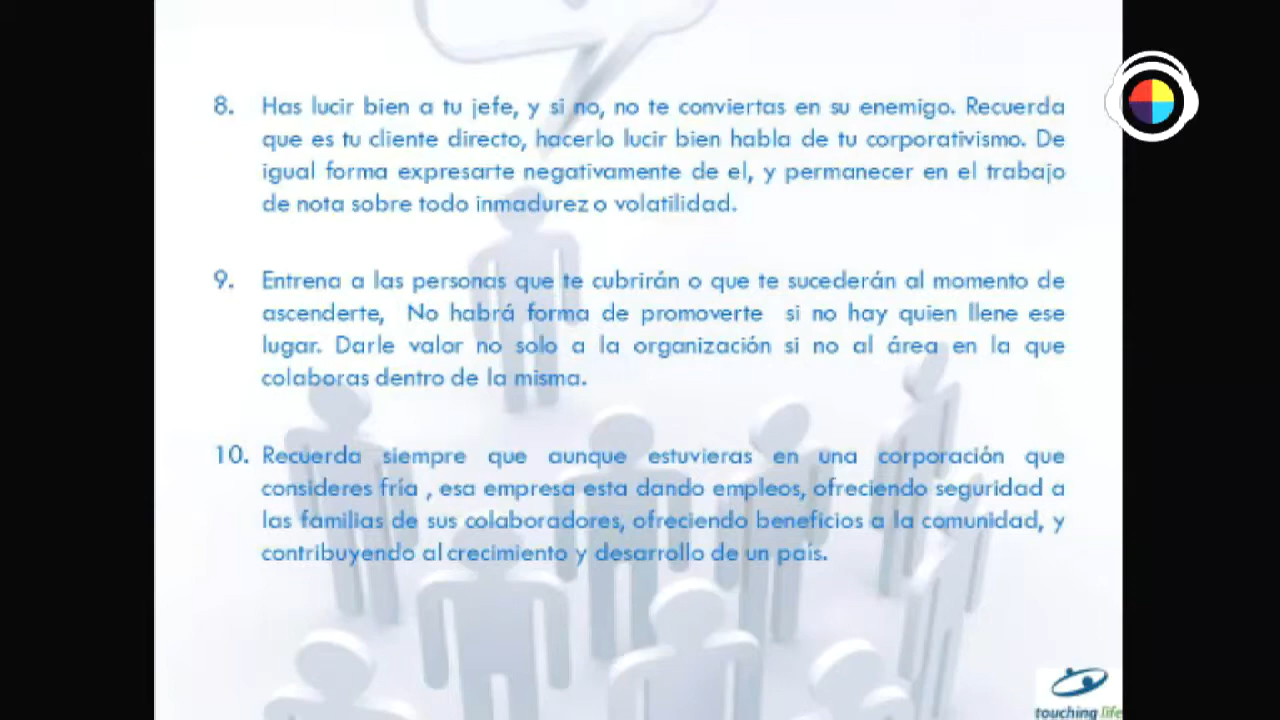 8. Has lucir bien a tu jefe, y si no, no te conviertas en su enemigo. Recuerda
que es tu cliente directo, hacerlo lucir bien habla de tu corporativismo. De
igual forma expresarte negativamente de el, y permanecer en el trabajo
de nota sobre todo inmadurez o volatilidad.
9. Entrena a las personas que te cubrirán o que te sucederán al momento de
ascenderte, No habrá forma de promoverte si no hay quien llene ese
lugar. Darle valor no solo a la organización si no al área en la que
colaboras dentro de la misma.
10. Recuerda siempre que aunque estuvieras en una corporación que
consideres fría , esa empresa esta dando empleos, ofreciendo seguridad a
las familias de sus colaboradores, ofreciendo beneficios a la comunidad, y
contribuyendo al crecimiento y desarrollo de un país.
touching life